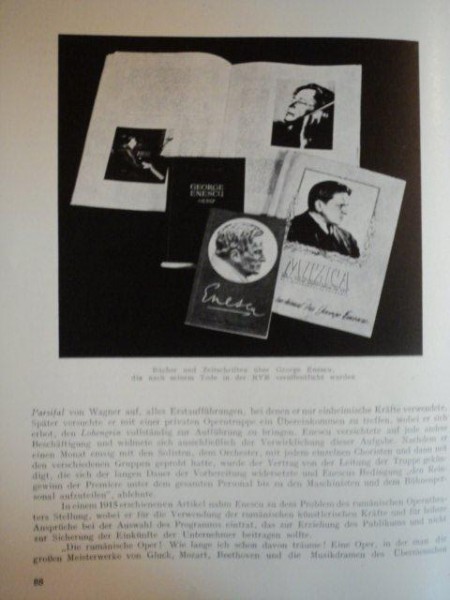 GEORGE
ENESCU
Enescu
MUZICA
Bücher und Zeitschriften über George Enescu,
die nach seinem Tode in der RVR veröffentlicht wurden
Parsifal von Wagner auf, alles Erstaufführungen, bei denen er nur einheimische Kräfte verwendete.
Später versuchte er mit einer privaten Operntruppe ein Übereinkommen zu treffen, wobei er sich
erbot, den Lohengrin vollständig zur Aufführung zu bringen. Enescu verzichtete auf jede andere
Beschäftigung und widmete sich ausschließlich der Verwirklichung dieser Aufgabe. Nachdem er
einen Monat emsig mit den Solisten, dem Orchester, mit jedem einzelnen Choristen und dann mit
den verschiedenen Gruppen geprobt hatte, wurde der Vertrag von der Leitung der Truppe gekün-
digt, die sich der langen Dauer der Vorbereitung widersetzte und Enescus Bedingung „den Rein-
gewinn der Premiere unter dem gesamten Personal bis zu den Maschinisten und dem Bühnenper-
sonal aufzuteilen", ablehnte.
In einem 1915 erschienenen Artikel nahm Enescu zu dem Problem des rumänischen Operntheaters
Stellung, wobei er für die Verwendung der rumänischen künstlerischen Kräfte und für hohe
Ansprüche bei der Auswahl des Programms eintrat, das zur Erziehung des Publikums und nicht
zur Sicherung der Einkünfte der Unternehmer beitragen sollte.
„Die rumänische Oper! Wie lange ich schon davon träume! Eine Oper, in der man die
großen Meisterwerke von Gluck, Mozart, Beethoven und die Musikdramen des
88